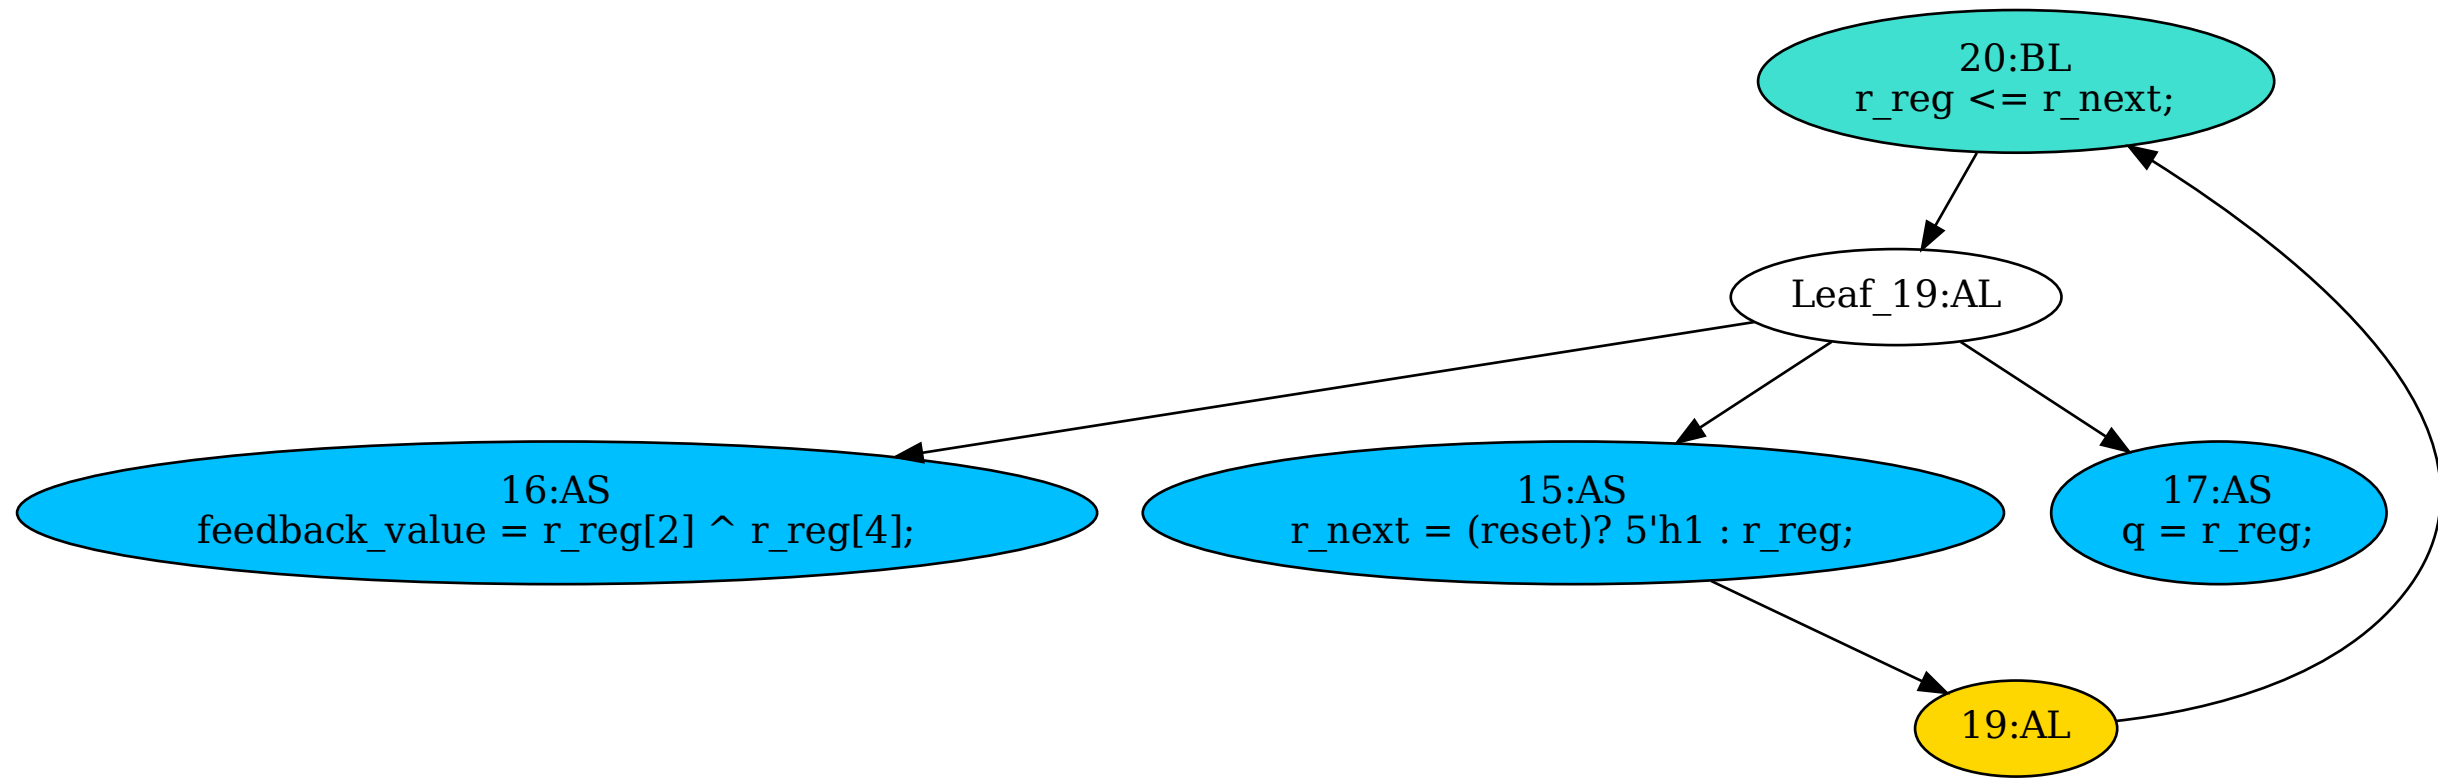 20:BL
r_reg <= r_next;
Leaf_19:AL
16:AS
feedback_value = r_reg[2] ^ r_reg[4];
15:AS
r_next = (reset)? 5'h1 : r_reg;
17:AS
q = r_reg;
19:AL